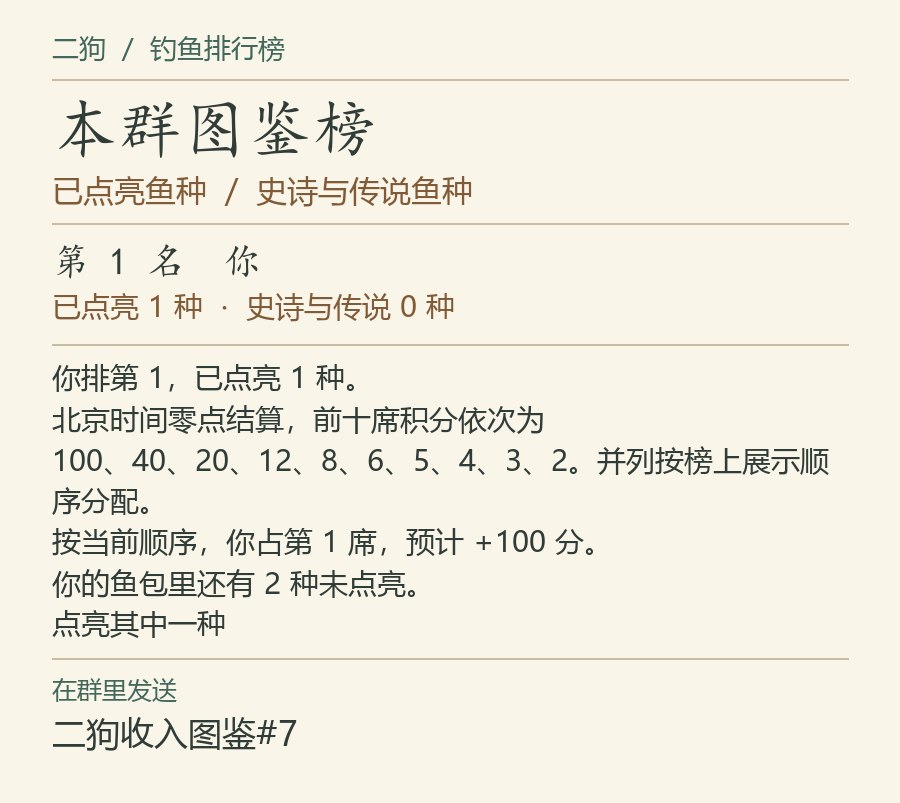 二狗 / 钓鱼排行榜
本群图鉴榜
已点亮鱼种 / 史诗与传说鱼种
第 1 名 你
已点亮 1 种 · 史诗与传说 0 种
你排第 1，已点亮 1 种。
北京时间零点结算，前十席积分依次为
100、40、20、12、8、6、5、4、3、2。并列按榜上展示顺
序分配。
按当前顺序，你占第 1 席，预计 +100 分。
你的鱼包里还有 2 种未点亮。
点亮其中一种
在群里发送
二狗收入图鉴#7